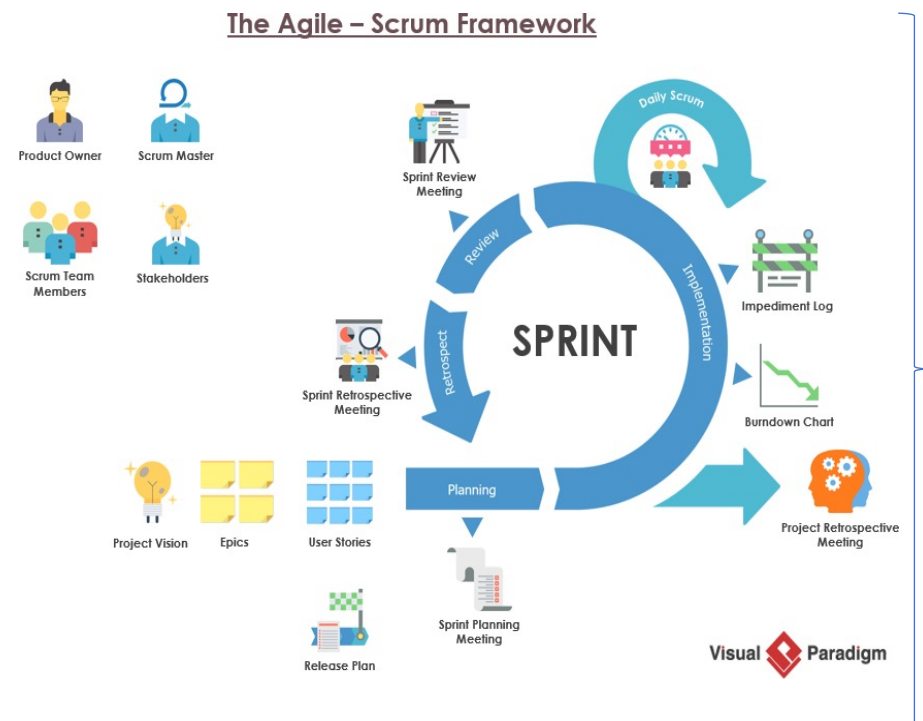 The Agile – Scrum Framework
Product Owner
Scrum Master
Scrum Team
Members
Stakeholders
Sprint Review
Meeting
Daily Scrum
Review
Implementation
Impediment Log
SPRINT
Retrospect
Sprint Retrospective
Meeting
Burndown Chart
Planning
Project Vision
Epics
User Stories
Project Retrospective
Meeting
Sprint Planning
Meeting
Release Plan
Visual Paradigm